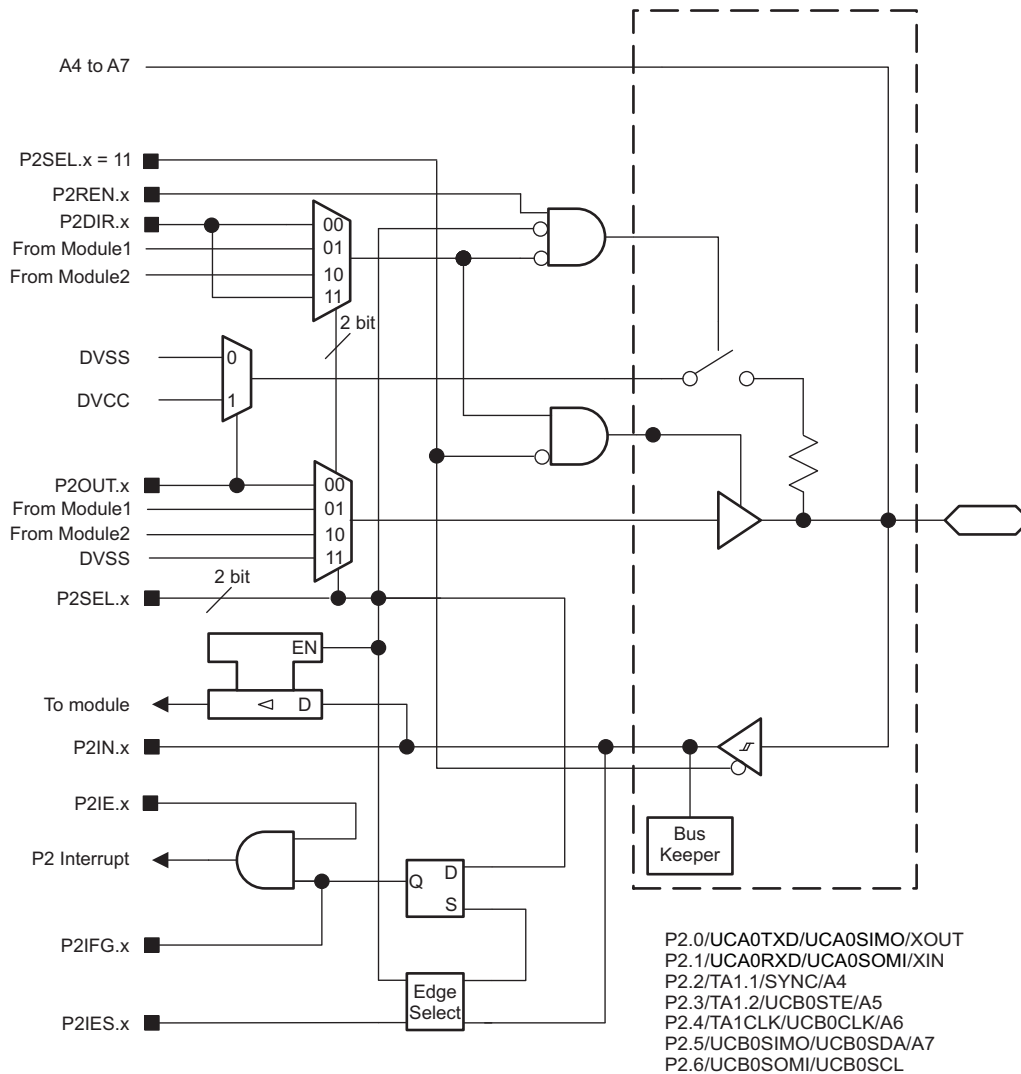 A4 to A7
P2SEL.x = 11
P2REN.x
P2DIR.x
From Module1
From Module2
00
01
10
11
2 bit
DVSS
DVCC
0
1
P2OUT.x
From Module1
From Module2
DVSS
00
01
10
11
2 bit
P2SEL.x
EN
To module
D
P2IN.x
P2IE.x
Bus
Keeper
P2 Interrupt
Q
D
S
P2IFG.x
Edge
Select
P2IES.x
P2.0/UCA0TXD/UCA0SIMO/XOUT
P2.1/UCA0RXD/UCA0SOMI/XIN
P2.2/TA1.1/SYNC/A4
P2.3/TA1.2/UCB0STE/A5
P2.4/TA1CLK/UCB0CLK/A6
P2.5/UCB0SIMO/UCB0SDA/A7
P2.6/UCB0SOMI/UCB0SCL